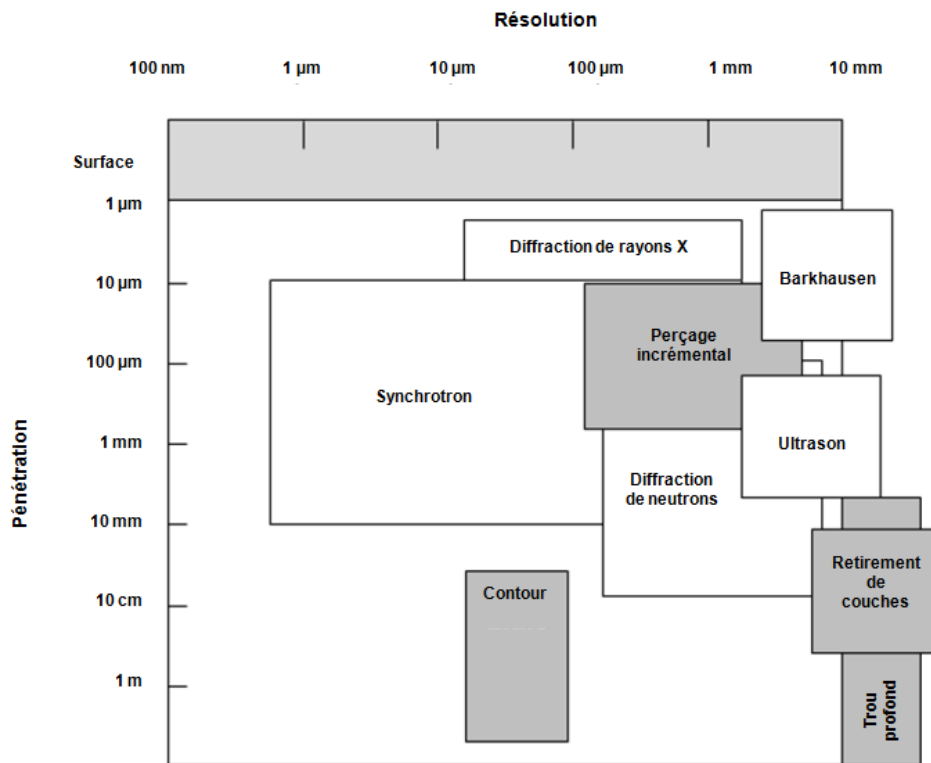 Résolution
100 nm 1 µm 10 µm 100 µm 1 mm 10 mm
Surface
1 µm
Diffraction de rayons X
Barkhausen
10 µm
Perçage
incrémental
100 µm
Synchrotron
Pénétration
1 mm
Ultrason
Diffraction
de neutrons
10 mm
Retirement
de
couches
Contour
10 cm
1 m
Trou
profond